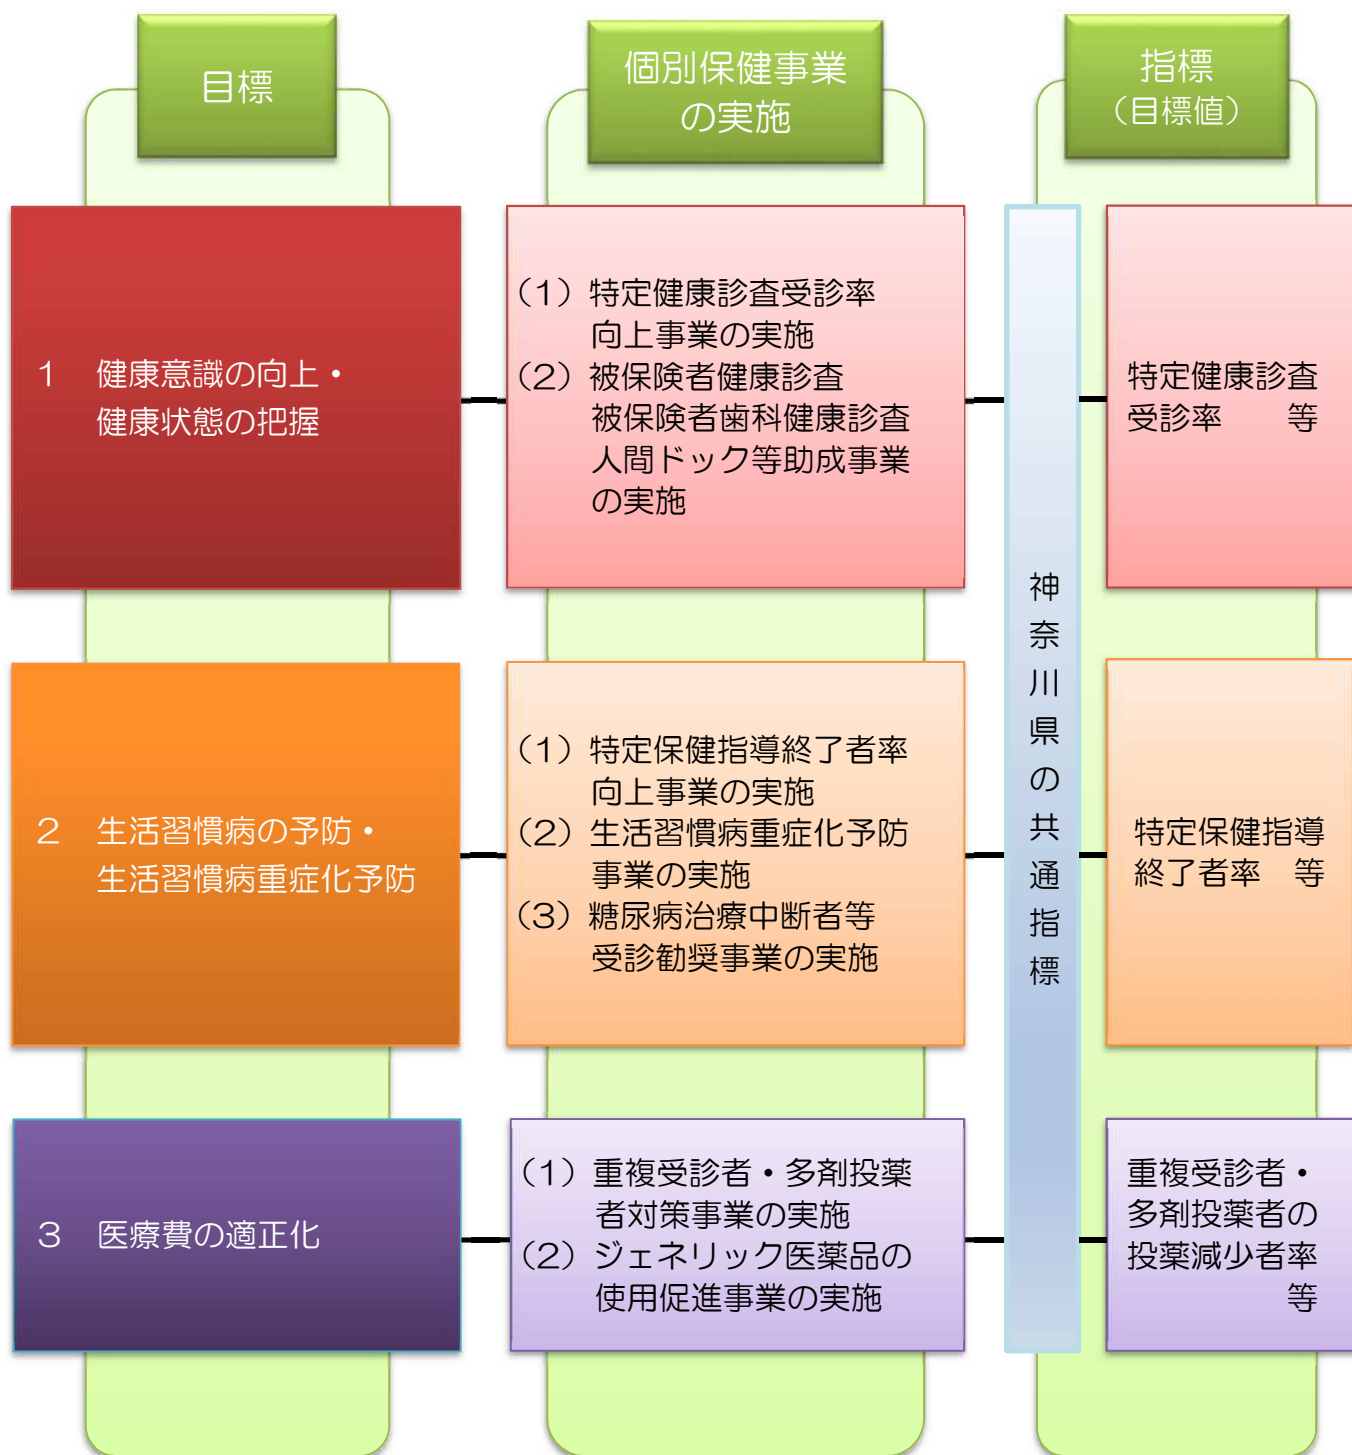 目標
個別保健事業
の実施
指標
（目標値）
1　健康意識の向上・
健康状態の把握
（1）特定健康診査受診率
向上事業の実施
（2）被保険者健康診査
被保険者歯科健康診査
人間ドック等助成事業
の実施
特定健康診査
受診率　等
2　生活習慣病の予防・
生活習慣病重症化予防
（1）特定保健指導終了者率
向上事業の実施
（2）生活習慣病重症化予防
事業の実施
（3）糖尿病治療中断者等
受診勧奨事業の実施
特定保健指導
終了者率　等
3　医療費の適正化
（1）重複受診者・多剤投薬
者対策事業の実施
（2）ジェネリック医薬品の
使用促進事業の実施
重複受診者・
多剤投薬者の
投薬減少者率
等
神奈川県の共通指標